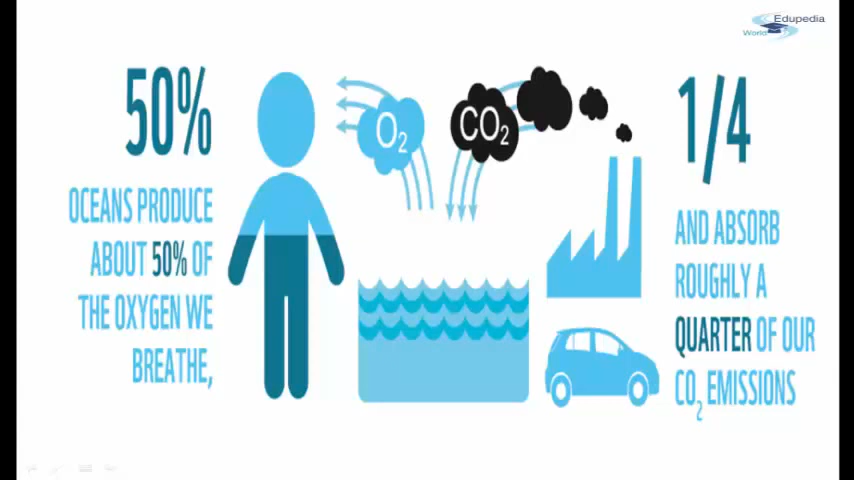 Edupedia
World
50%
OCEANS PRODUCE
ABOUT 50% OF
THE OXYGEN WE
BREATHE,
O2
CO2
1/4
AND ABSORB
ROUGHLY A
QUARTER OF OUR
CO2 EMISSIONS